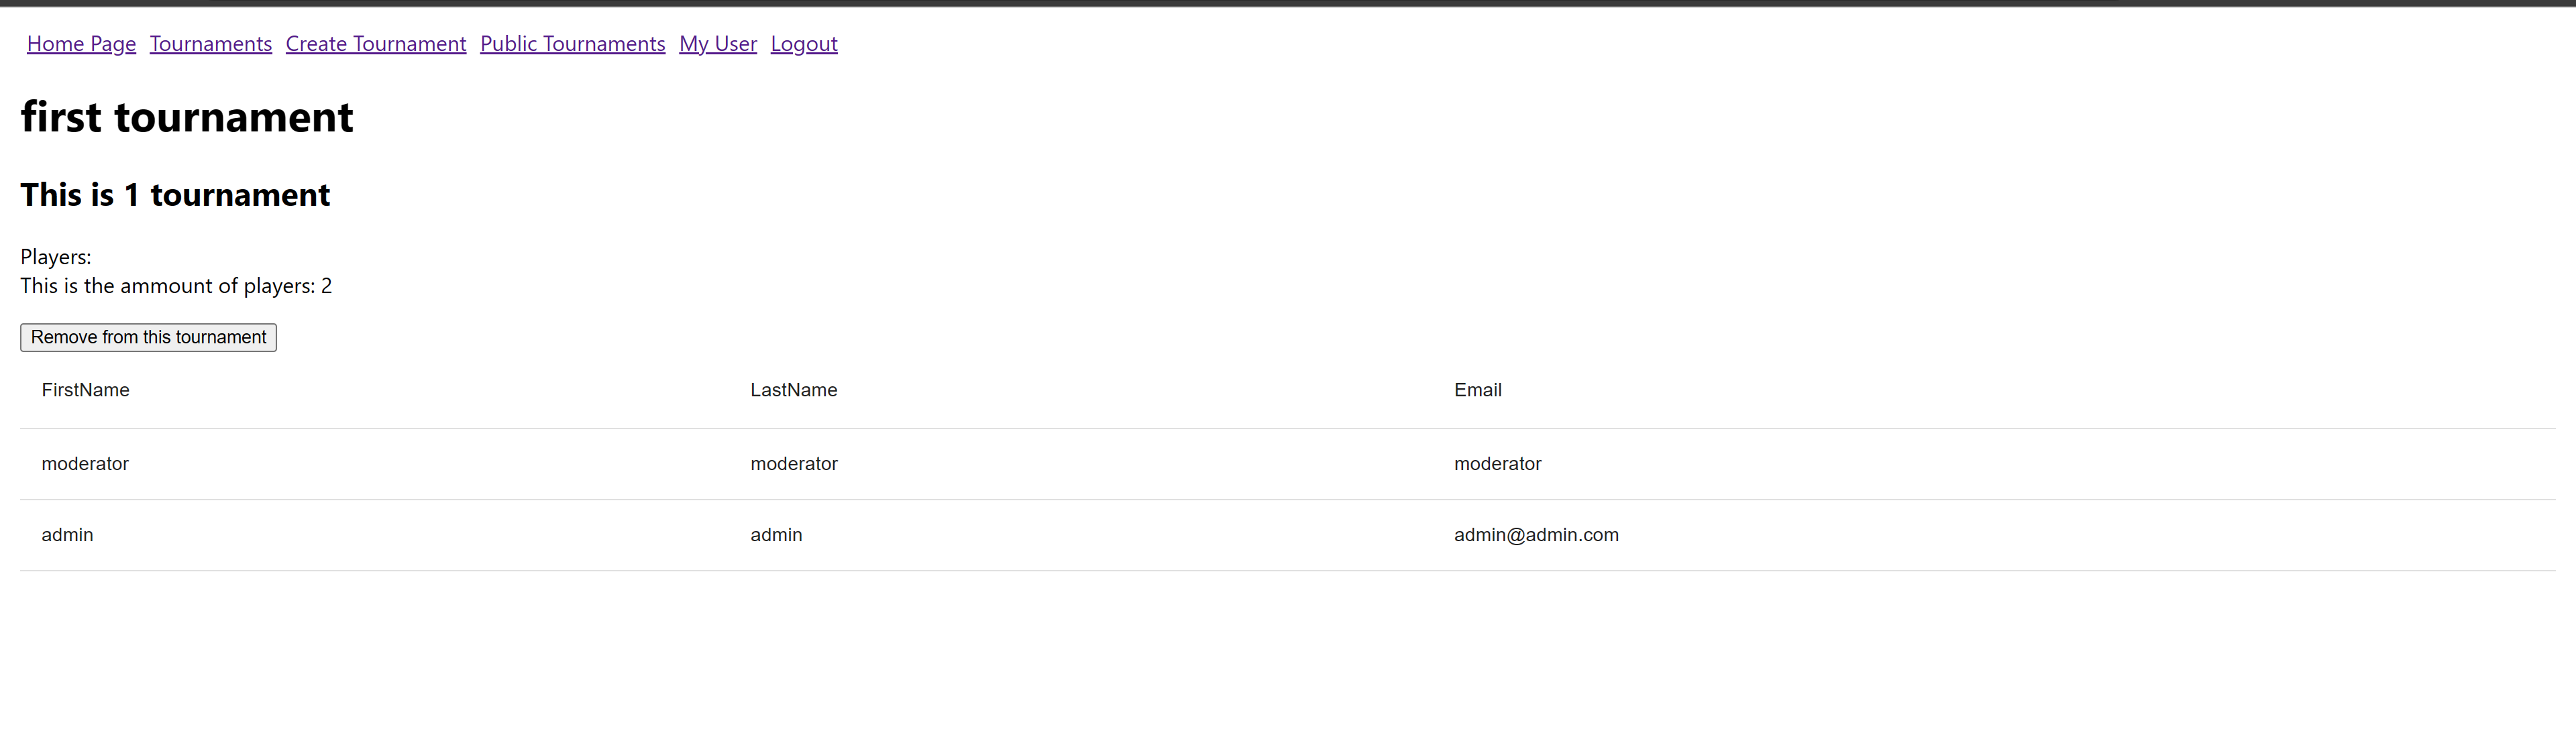 Home Page Tournaments Create Tournament Public Tournaments My User Logout
first tournament
This is 1 tournament
Players:
This is the ammount of players: 2
Remove from this tournament
FirstName LastName Email
moderator moderator moderator
admin admin admin@admin.com